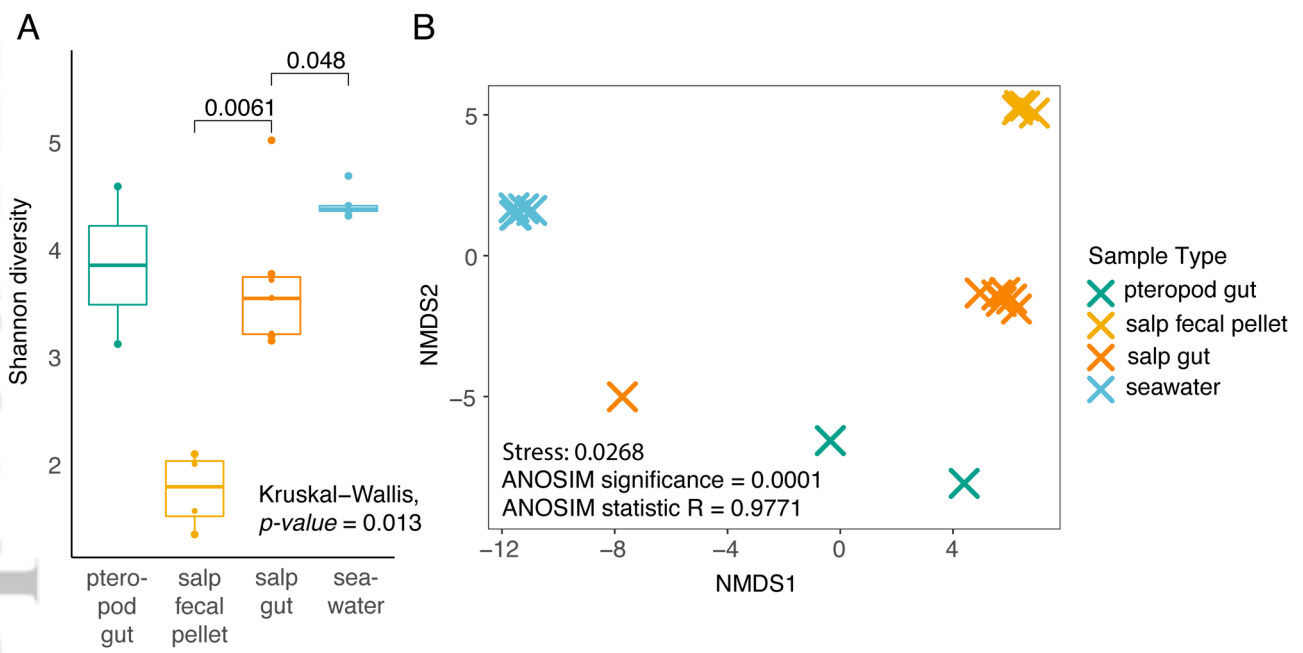 A
B
0.048
0.0061
5
4
3
2
Shannon diversity
Kruskal–Wallis,
p-value = 0.013
ptero-
pod
gut
salp
fecal
pellet
salp
gut
sea-
water
5
0
−5
NMDS2
Stress: 0.0268
ANOSIM significance = 0.0001
ANOSIM statistic R = 0.9771
−12
−8
−4
0
4
NMDS1
Sample Type
pteropod gut
salp fecal pellet
salp gut
seawater